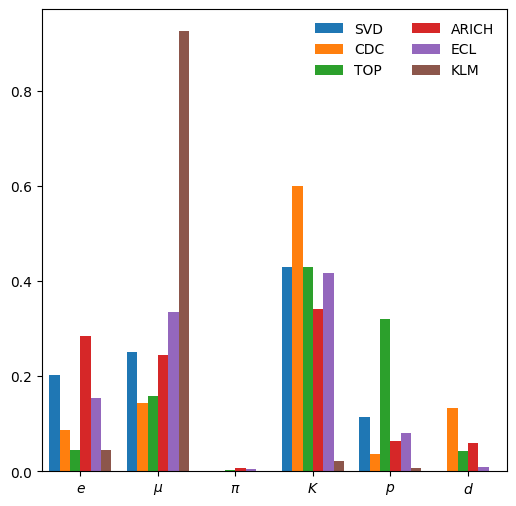 SVD ARICH
CDC ECL
TOP KLM
0.8
0.6
0.4
0.2
0.0
e μ π K p d